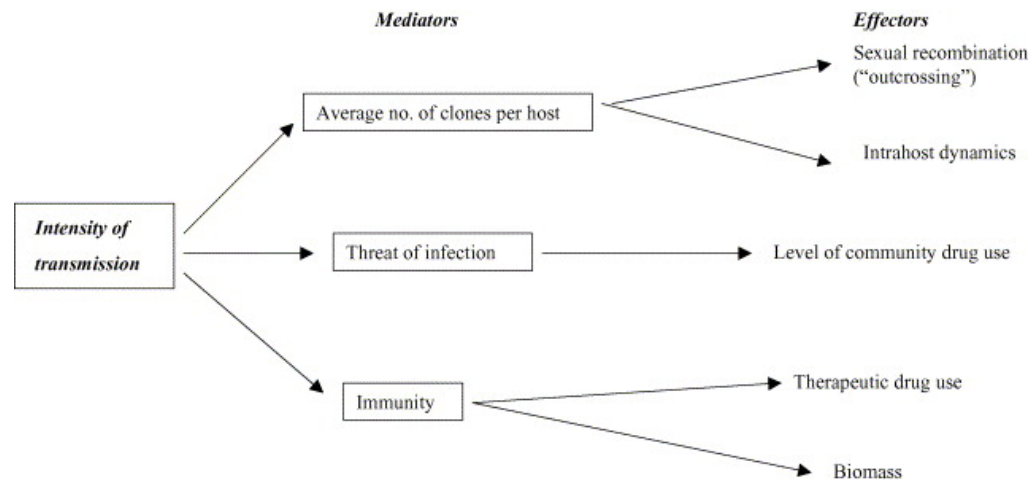 Mediators
Effectors
Sexual recombination
(“outcrossing”)
Average no. of clones per host
Intrahost dynamics
Intensity of
transmission
Threat of infection
Level of community drug use
Therapeutic drug use
Immunity
Biomass